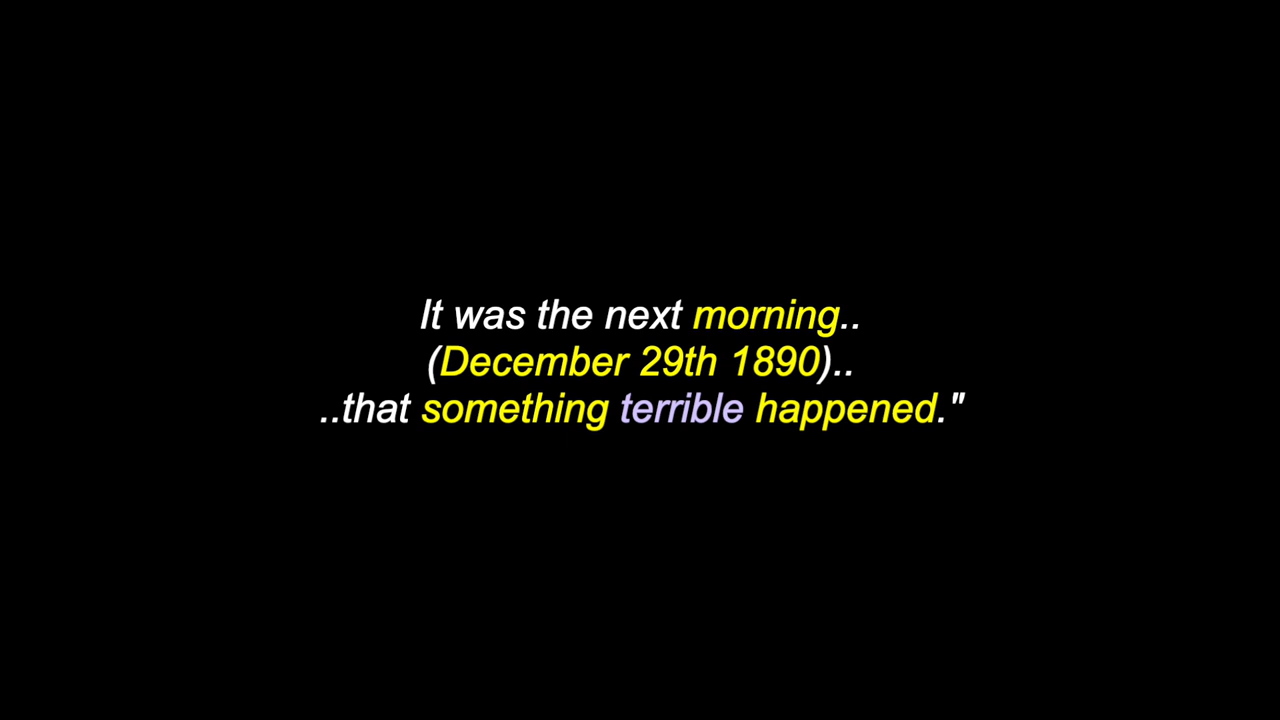 It was the next morning..
(December 29th 1890)..
..that something terrible happened."